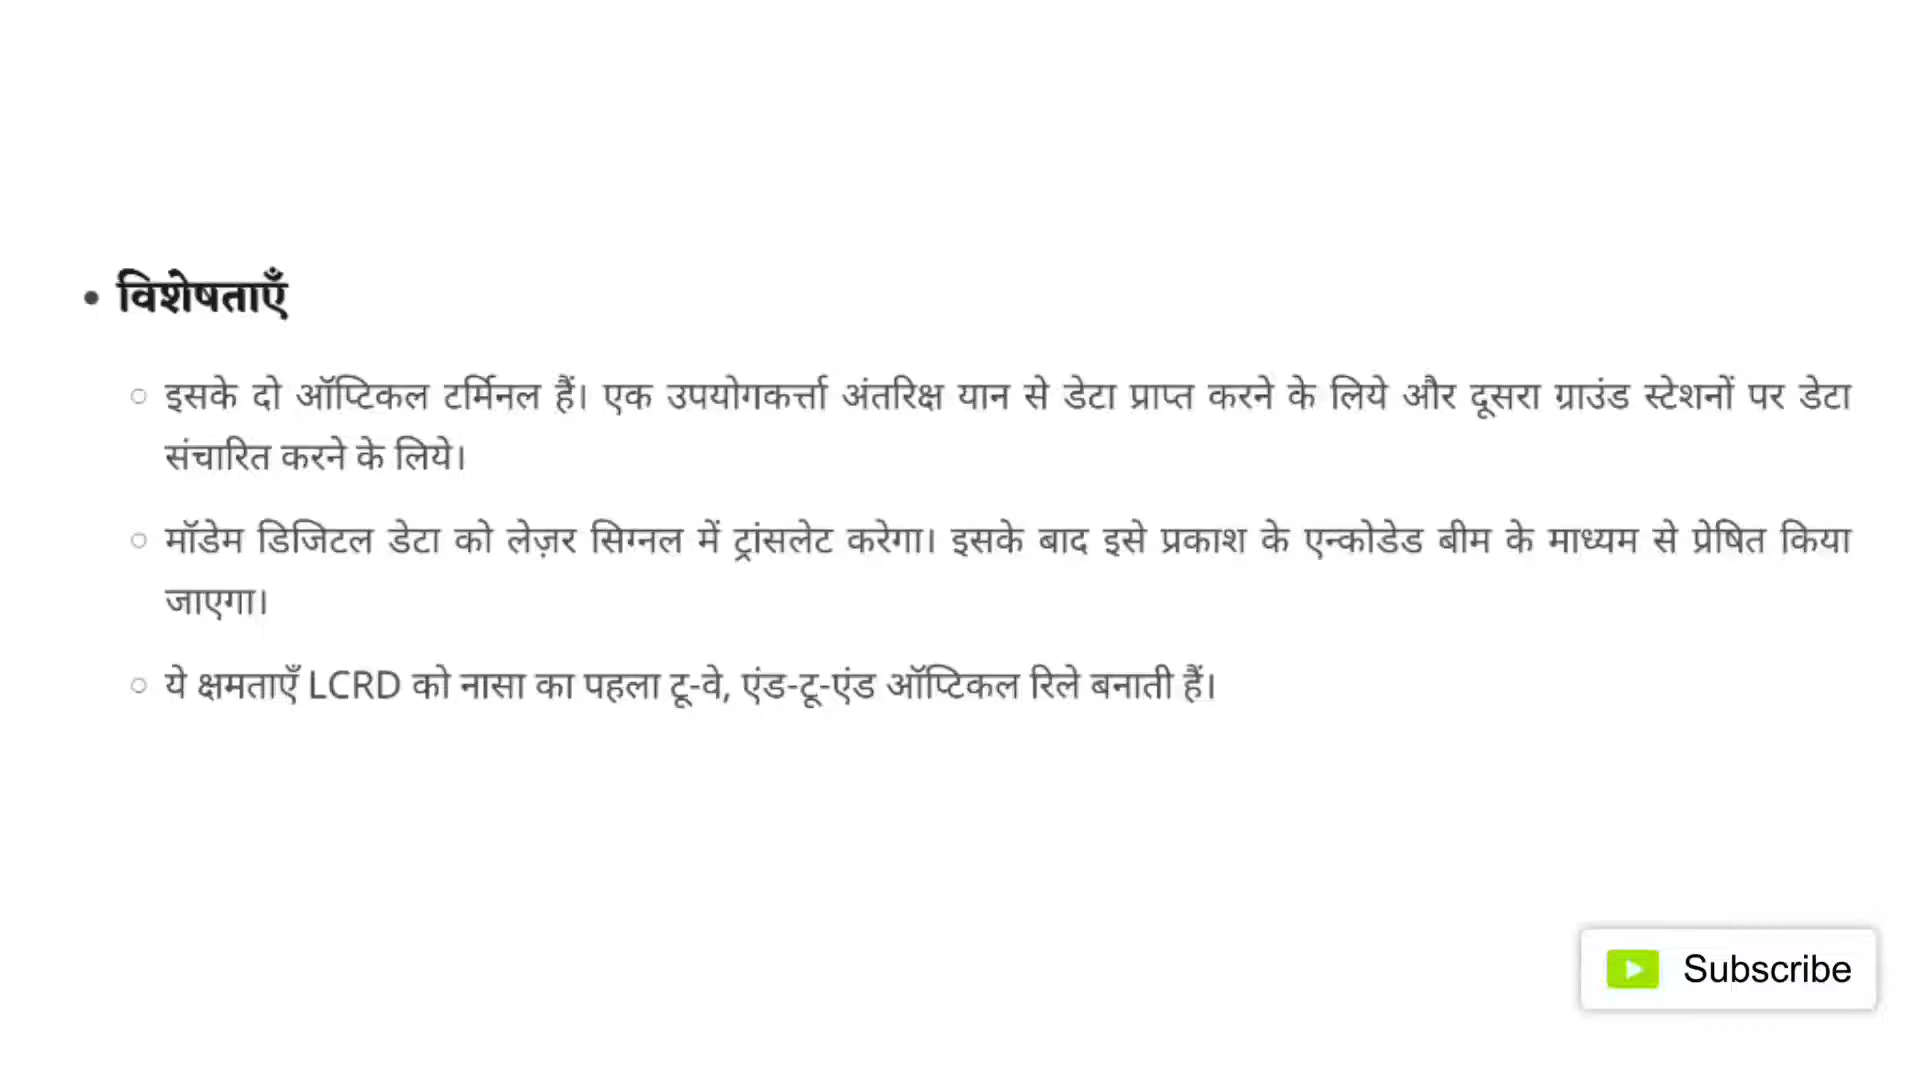 • विशेषताएँ
○ इसके दो ऑप्टिकल टर्मिनल हैं। एक उपयोगकर्त्ता अंतरिक्ष यान से डेटा प्राप्त करने के लिये और दूसरा ग्राउंड स्टेशनों पर डेटा
संचारित करने के लिये।
○ मॉडेम डिजिटल डेटा को लेज़र सिग्नल में ट्रांसलेट करेगा। इसके बाद इसे प्रकाश के एन्कोडेड बीम के माध्यम से प्रेषित किया
जाएगा।
○ ये क्षमताएँ LCRD को नासा का पहला टू-वे, एंड-टू-एंड ऑप्टिकल रिले बनाती हैं।
Subscribe